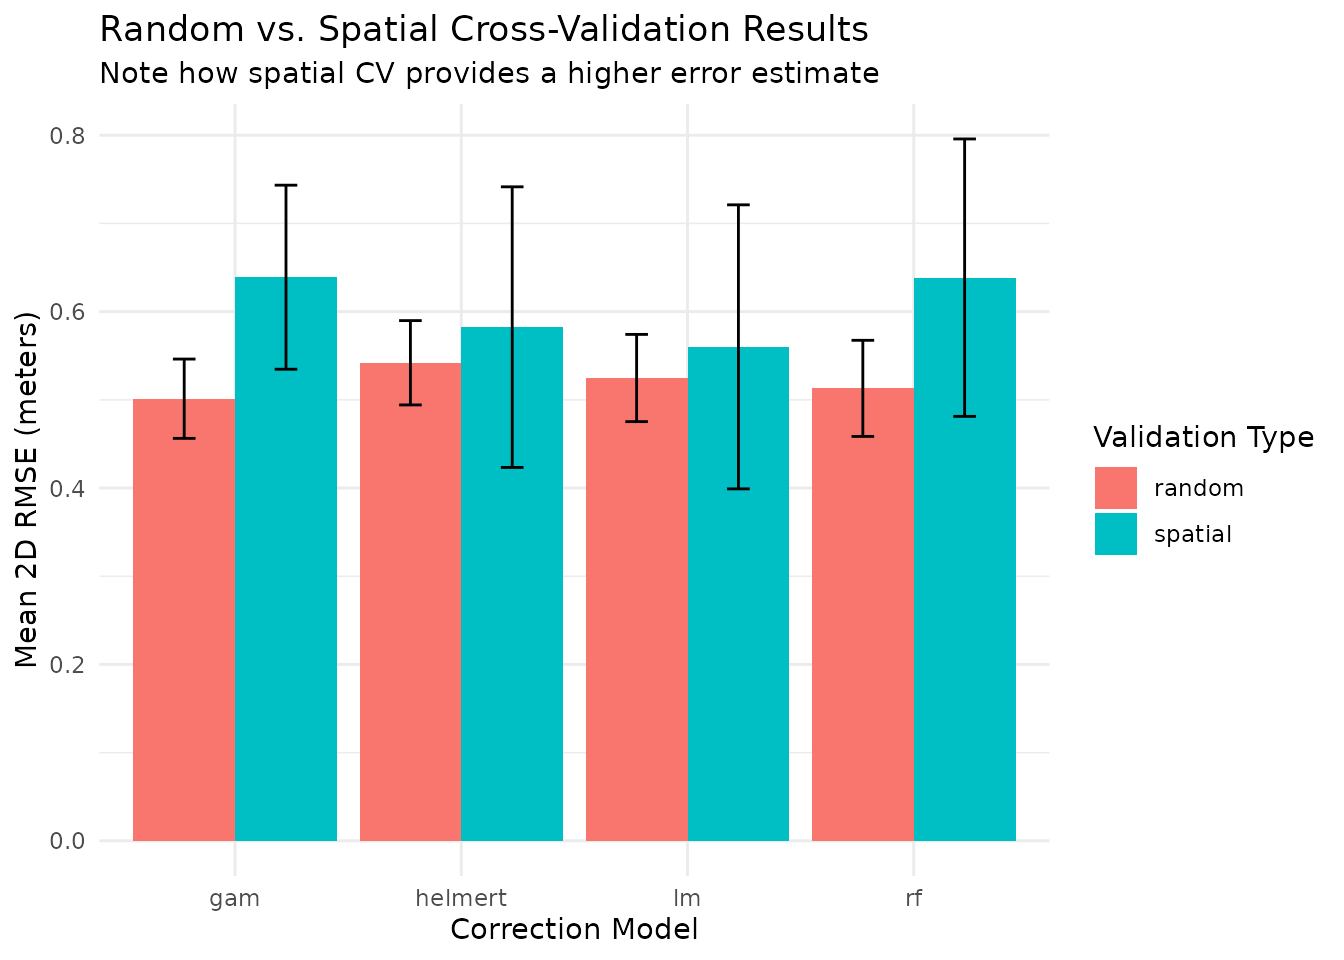 Random vs. Spatial Cross-Validation Results
Note how spatial CV provides a higher error estimate
Mean 2D RMSE (meters)
0.8
0.6
0.4
0.2
0.0
gam helmert lm rf
Correction Model
Validation Type
random
spatial